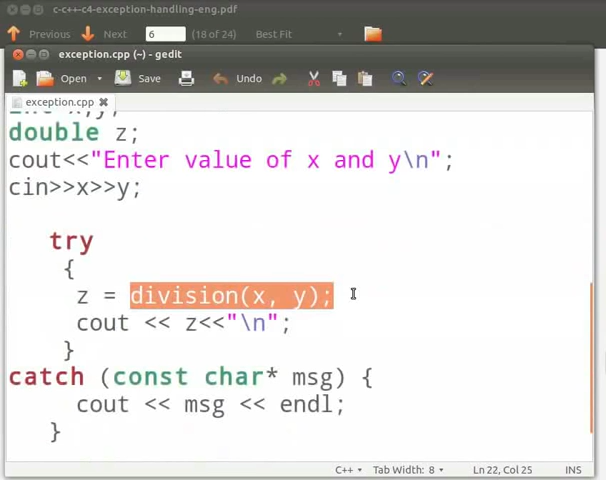 c-c++-c4-exception-handling-eng.pdf
Previous Next 6 (18 of 24) Best Fit
exception.cpp (~) - gedit
Open Save Undo
exception.cpp
int x,y;
double z;
cout<<"Enter value of x and y\n";
cin>>x>>y;
try
{
z = division(x, y);
cout << z<<"\n";
}
catch (const char* msg) {
cout << msg << endl;
}
C++ Tab Width: 8 Ln 22, Col 25 INS